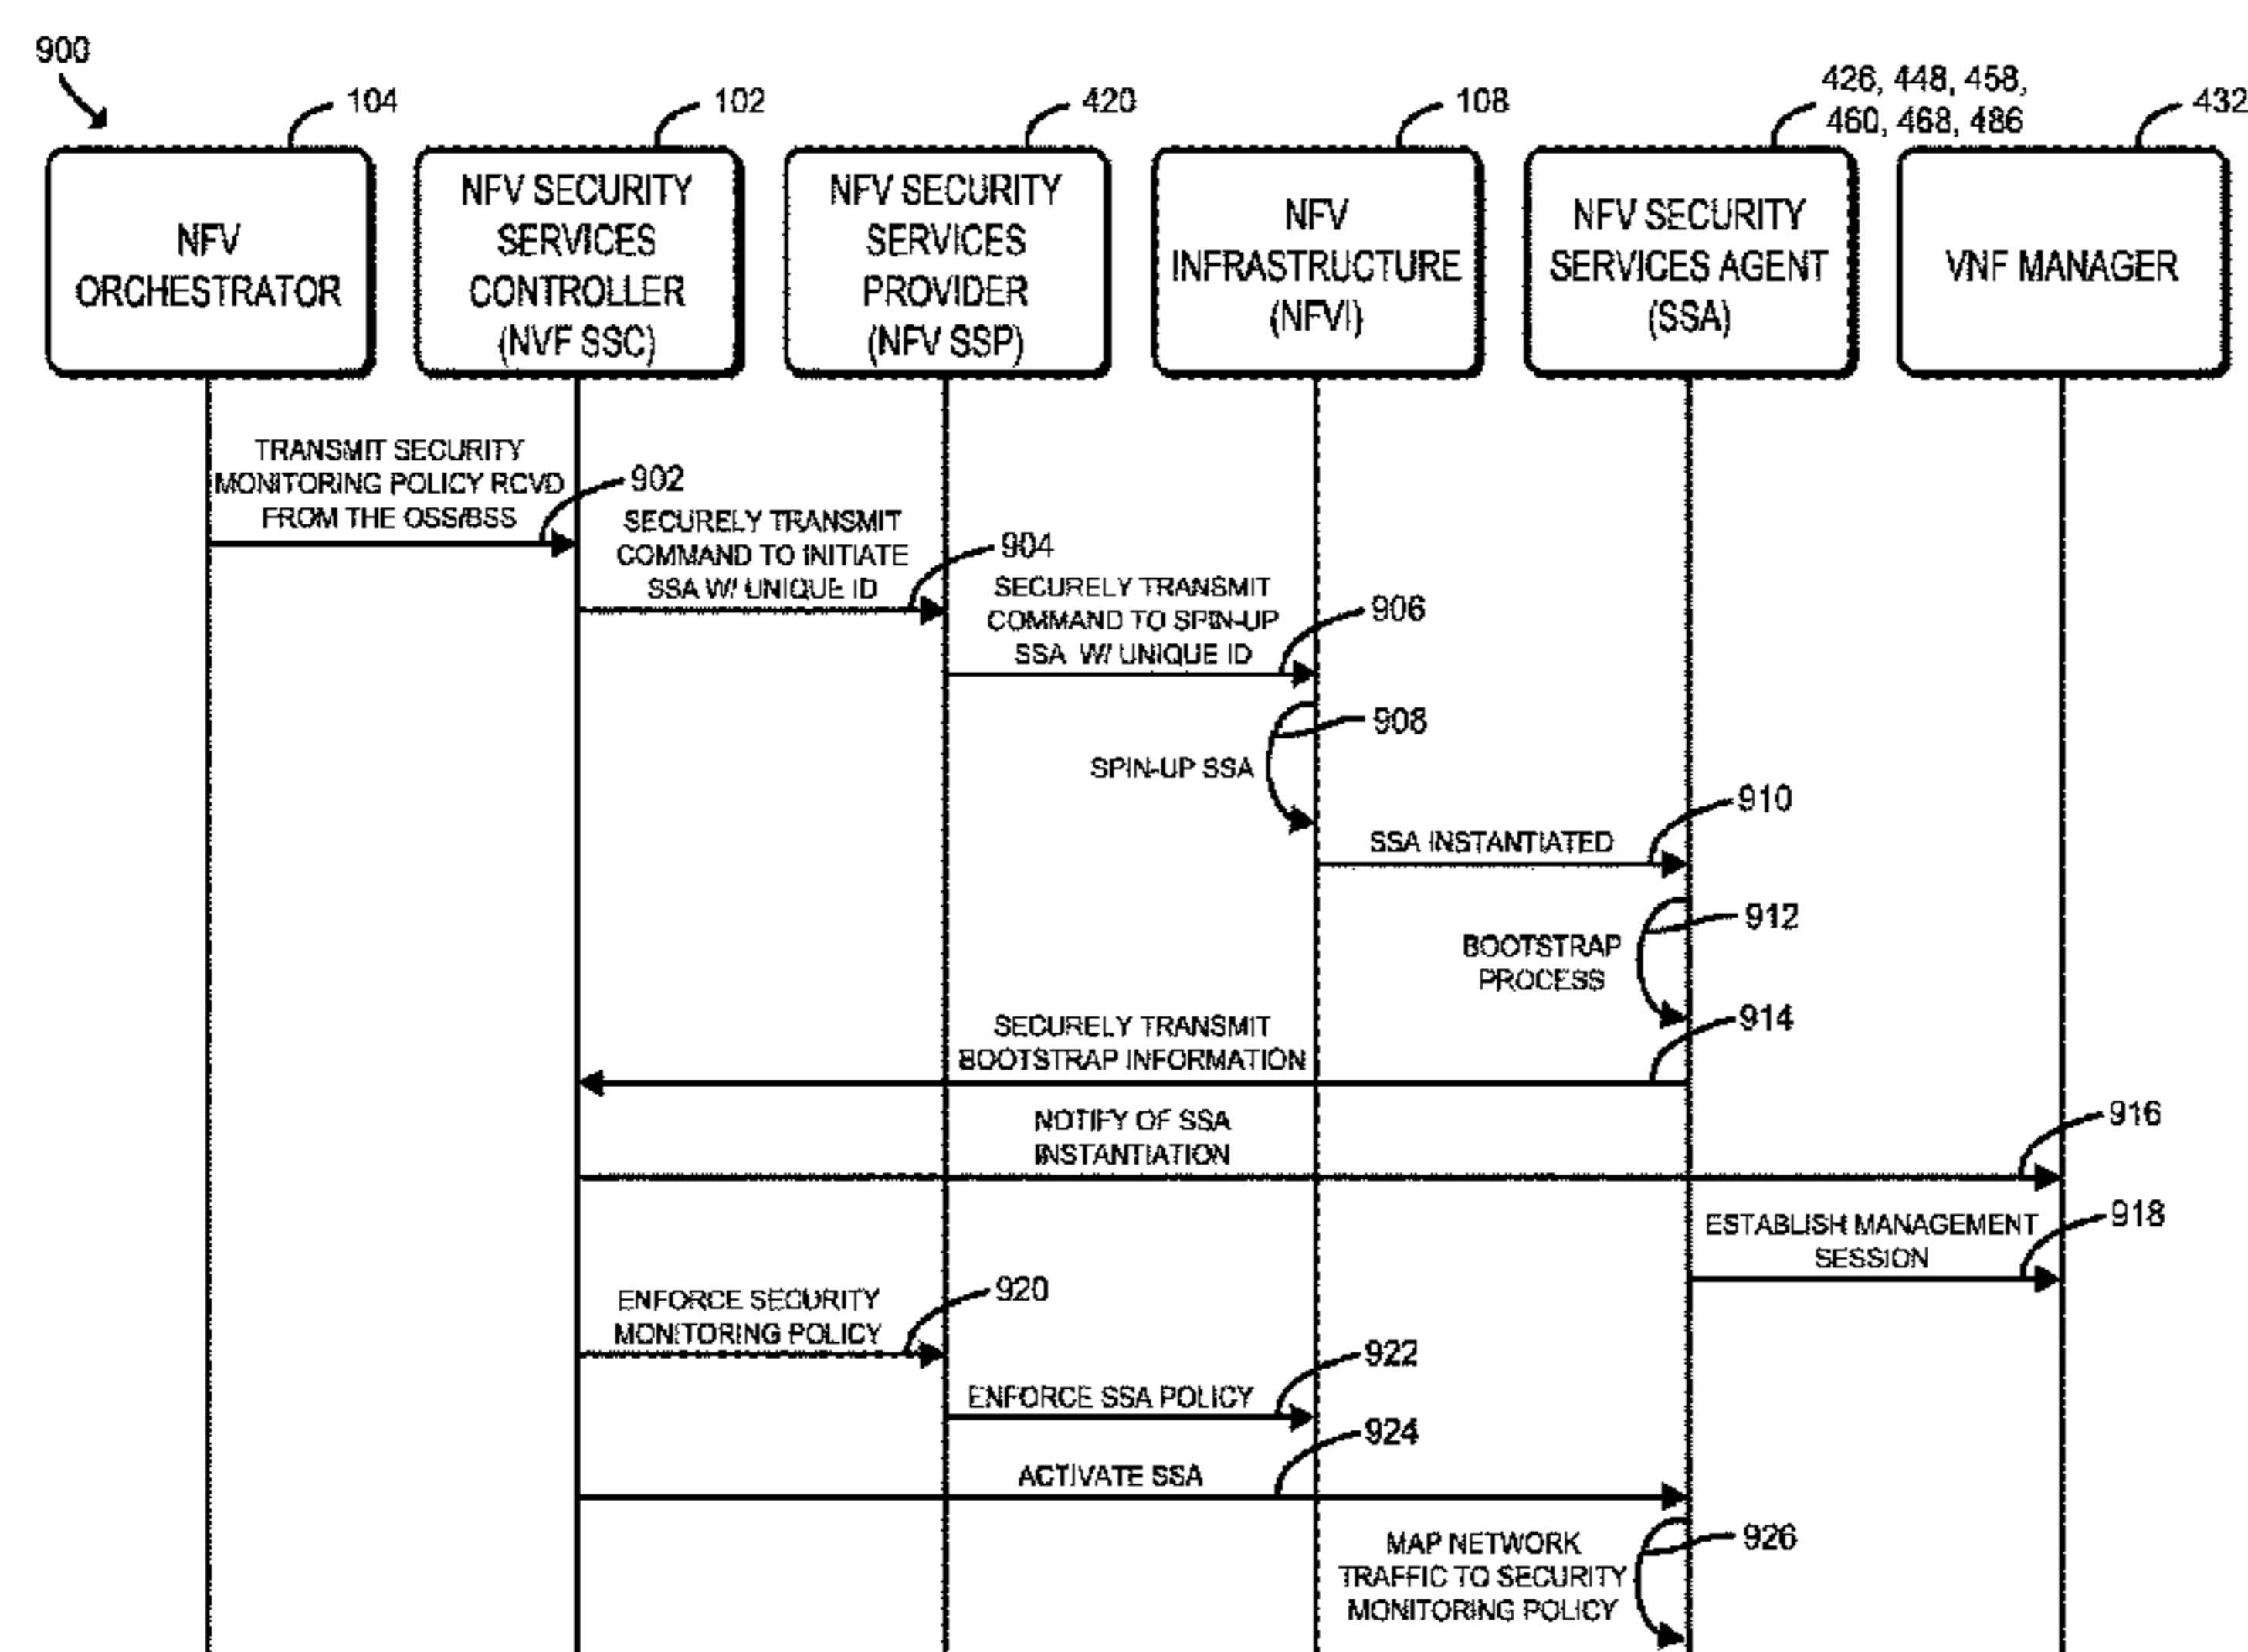 900
104
102
420
108
426, 448, 458,
460, 468, 486
432
NFV
ORCHESTRATOR
NFV SECURITY
SERVICES
CONTROLLER
(NVF SSC)
NFV SECURITY
SERVICES
PROVIDER
(NFV SSP)
NFV
INFRASTRUCTURE
(NFVI)
NFV SECURITY
SERVICES AGENT
(SSA)
VNF MANAGER
TRANSMIT SECURITY
MONITORING POLICY RCVD
FROM THE OSS/BSS
902
SECURELY TRANSMIT
COMMAND TO INITIATE
SSA W/ UNIQUE ID
904
SECURELY TRANSMIT
COMMAND TO SPIN-UP
SSA W/ UNIQUE ID
906
908
SPIN-UP SSA
910
SSA INSTANTIATED
912
BOOTSTRAP
PROCESS
914
SECURELY TRANSMIT
BOOTSTRAP INFORMATION
NOTIFY OF SSA
INSTANTIATION
916
ESTABLISH MANAGEMENT
SESSION
918
ENFORCE SECURITY
MONITORING POLICY
920
922
ENFORCE SSA POLICY
924
ACTIVATE SSA
MAP NETWORK
TRAFFIC TO SECURITY
MONITORING POLICY
926